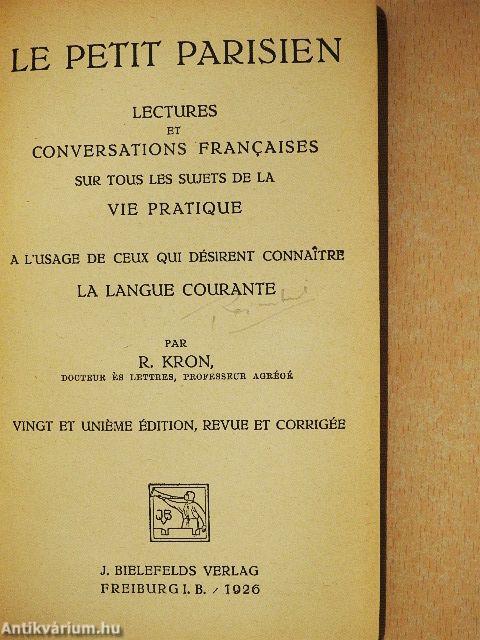 LE PETIT PARISIEN
LECTURES
ET
CONVERSATIONS FRANÇAISES
SUR TOUS LES SUJETS DE LA
VIE PRATIQUE
A L'USAGE DE CEUX QUI DÉSIRENT CONNAÎTRE
LA LANGUE COURANTE
PAR
R. KRON,
DOCTEUR ÈS LETTRES, PROFESSEUR AGRÉGÉ
VINGT ET UNIÈME ÉDITION, REVUE ET CORRIGÉE
J. BIELEFELDS VERLAG
FREIBURG I. B. / 1926
Antikvárium.hu